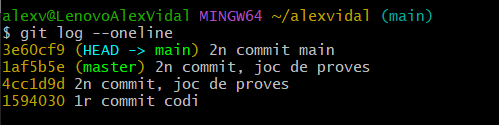 alexv@LenovoAlexVidal MINGW64 ~/alexvidal (main)
$ git log --oneline
3e60cf9 (HEAD -> main) 2n commit main
1af5b5e (master) 2n commit, joc de proves
4cc1d9d 2n commit, joc de proves
1594030 1r commit codi